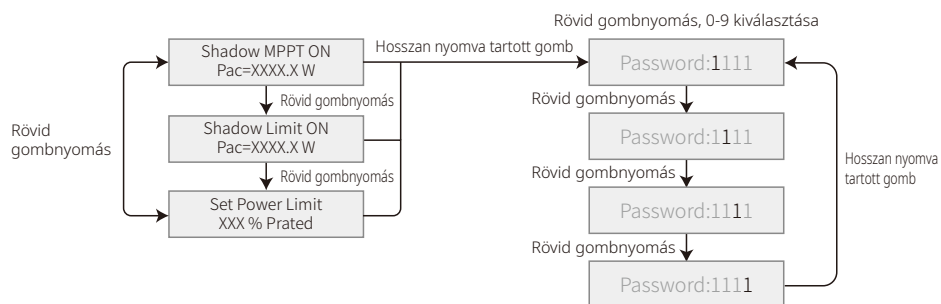 Rövid gombnyomás, 0-9 kiválasztása
Shadow MPPT ON
Pac=XXXX.X W
Hosszan nyomva tartott gomb
Password:1111
Rövid gombnyomás
Rövid gombnyomás
Rövid
gombnyomás
Shadow Limit ON
Pac=XXXX.X W
Password:1111
Hosszan nyomva
tartott gomb
Rövid gombnyomás
Rövid gombnyomás
Set Power Limit
XXX % Prated
Password:1111
Rövid gombnyomás
Password:1111